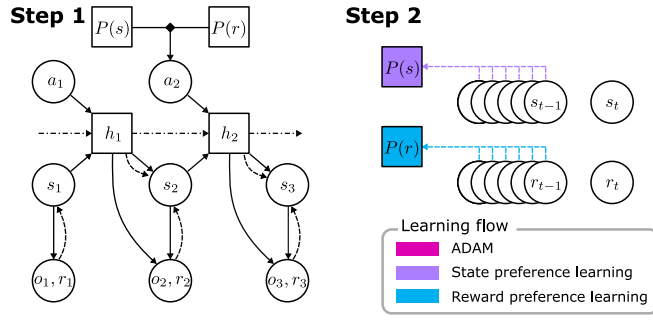 Step 1
P(s)
P(r)
a₁
a₂
h₁
h₂
s₁
s₂
s₃
o₁, r₁
o₂, r₂
o₃, r₃
Step 2
P(s)
sₜ₋₁
sₜ
P(r)
rₜ₋₁
rₜ
Learning flow
ADAM
State preference learning
Reward preference learning